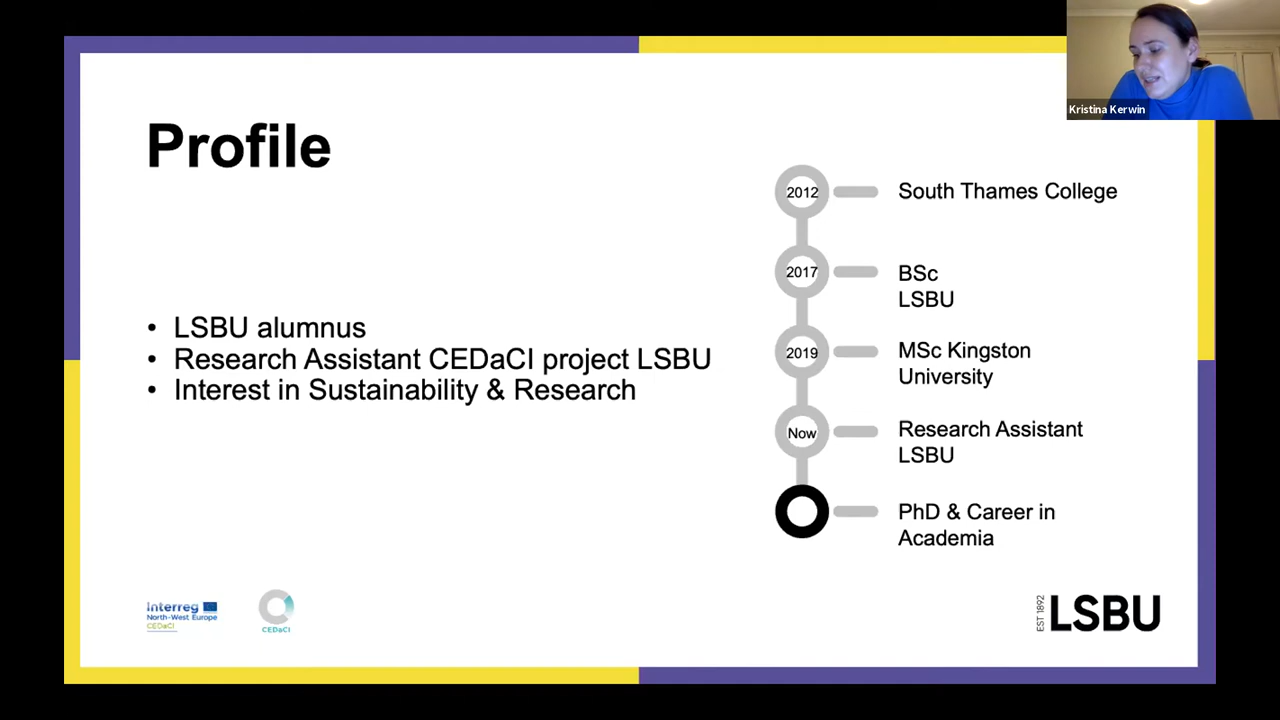 Kristina Kerwin
Profile
• LSBU alumnus
• Research Assistant CEDaCI project LSBU
• Interest in Sustainability & Research
2012
South Thames College
2017
BSc
LSBU
2019
MSc Kingston
University
Now
Research Assistant
LSBU
PhD & Career in
Academia
Interreg
North-West Europe
CEDaCI
CEDaCI
EST 1892
LSBU